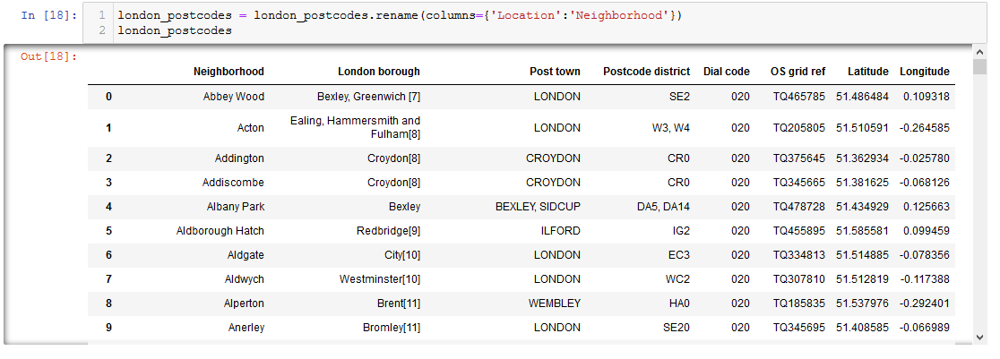 In [18]: 1 london_postcodes = london_postcodes.rename(columns={'Location':'Neighborhood'})
2 london_postcodes
Out[18]:
Neighborhood London borough Post town Postcode district Dial code OS grid ref Latitude Longitude
0 Abbey Wood Bexley, Greenwich [7] LONDON SE2 020 TQ465785 51.486484 0.109318
1 Acton Ealing, Hammersmith and Fulham[8] LONDON W3, W4 020 TQ205805 51.510591 -0.264585
2 Addington Croydon[8] CROYDON CR0 020 TQ375645 51.362934 -0.025780
3 Addiscombe Croydon[8] CROYDON CR0 020 TQ345665 51.381625 -0.068126
4 Albany Park Bexley BEXLEY, SIDCUP DA5, DA14 020 TQ478728 51.434929 0.125663
5 Aldborough Hatch Redbridge[9] ILFORD IG2 020 TQ455895 51.585581 0.099459
6 Aldgate City[10] LONDON EC3 020 TQ334813 51.514885 -0.078356
7 Aldwych Westminster[10] LONDON WC2 020 TQ307810 51.512819 -0.117388
8 Alperton Brent[11] WEMBLEY HA0 020 TQ185835 51.537976 -0.292401
9 Anerley Bromley[11] LONDON SE20 020 TQ345695 51.408585 -0.066989